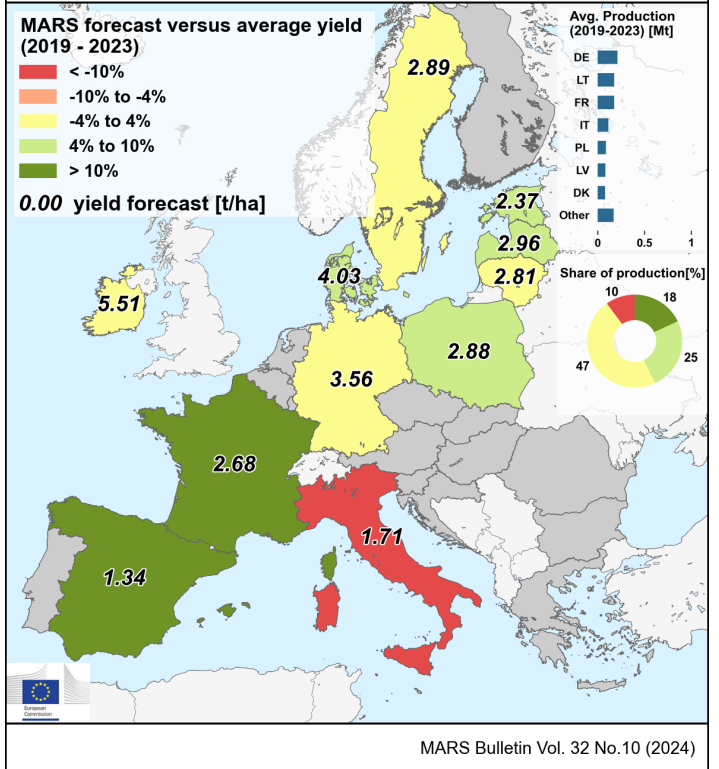 MARS forecast versus average yield
(2019 - 2023)
< -10%
-10% to -4%
-4% to 4%
4% to 10%
> 10%
0.00 yield forecast [t/ha]
Avg. Production
(2019-2023) [Mt]
DE
LT
FR
IT
PL
LV
DK
Other
0 0.5 1
Share of production[%]
10 18
47 25
2.89
2.37
2.96
4.03
2.81
5.51
2.88
3.56
2.68
1.71
1.34
European
Commission
MARS Bulletin Vol. 32 No.10 (2024)